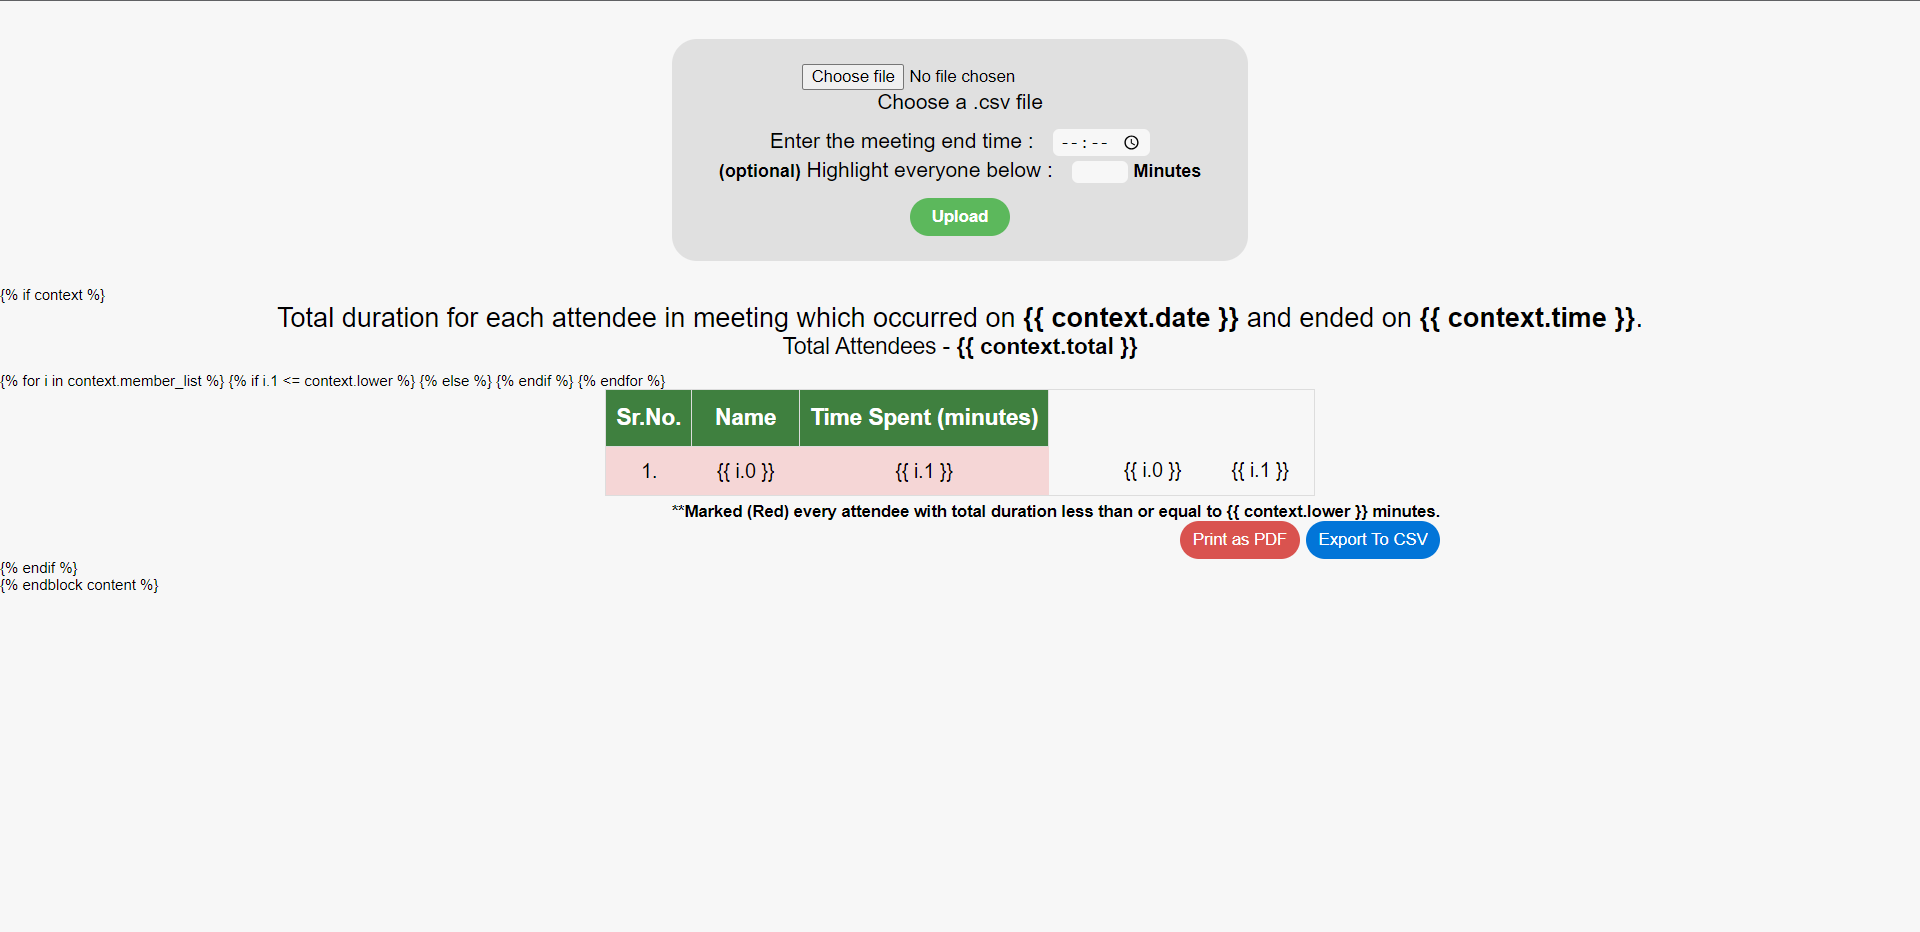 Choose file No file chosen
Choose a .csv file
Enter the meeting end time : --:--
(optional) Highlight everyone below : Minutes
Upload
{% if context %}
Total duration for each attendee in meeting which occurred on {{ context.date }} and ended on {{ context.time }}.
Total Attendees - {{ context.total }}
{% for i in context.member_list %} {% if i.1 <= context.lower %} {% else %} {% endif %} {% endfor %}
Sr.No. Name Time Spent (minutes)
1. {{ i.0 }} {{ i.1 }} {{ i.0 }} {{ i.1 }}
**Marked (Red) every attendee with total duration less than or equal to {{ context.lower }} minutes.
Print as PDF Export To CSV
{% endif %}
{% endblock content %}